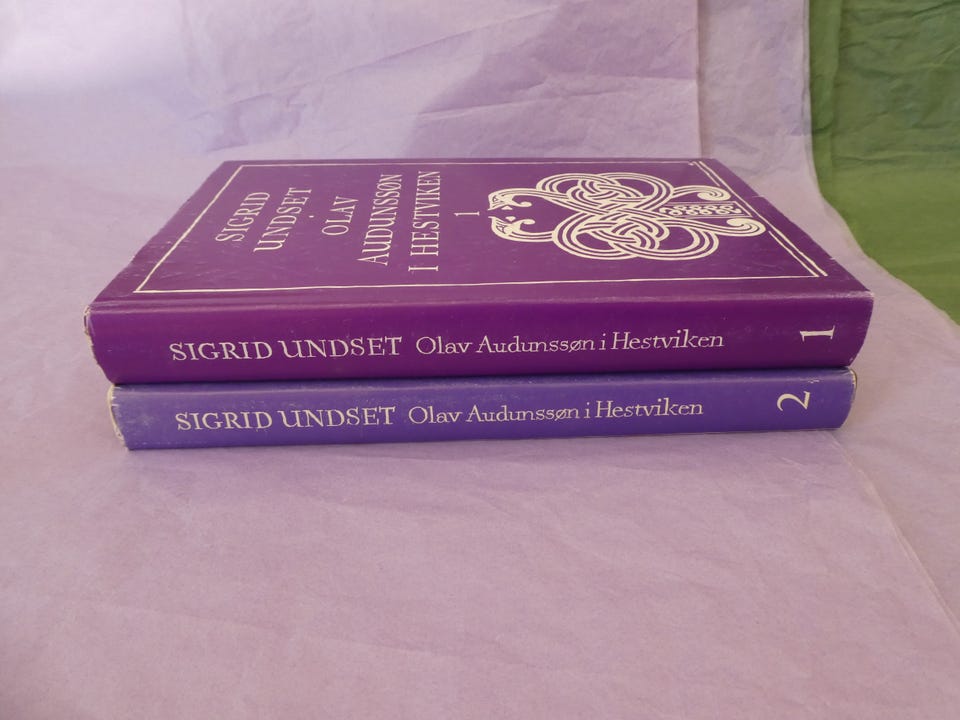 SIGRID
UNDSET
OLAV
AUDUNSSØN
I HESTVIKEN
1
SIGRID UNDSET Olav Audunssøn i Hestviken 1
SIGRID UNDSET Olav Audunssøn i Hestviken 2